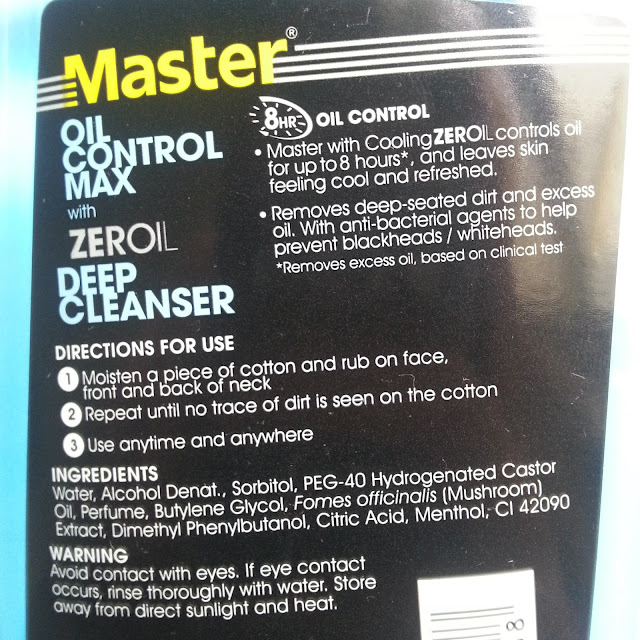 Master®
OIL
CONTROL
MAX
with
ZEROIL
DEEP
CLEANSER
8HR OIL CONTROL
• Master with Cooling ZEROIL controls oil
for up to 8 hours*, and leaves skin
feeling cool and refreshed.
• Removes deep-seated dirt and excess
oil. With anti-bacterial agents to help
prevent blackheads / whiteheads.
*Removes excess oil, based on clinical test
DIRECTIONS FOR USE
1 Moisten a piece of cotton and rub on face,
front and back of neck
2 Repeat until no trace of dirt is seen on the cotton
3 Use anytime and anywhere
INGREDIENTS
Water, Alcohol Denat., Sorbitol, PEG-40 Hydrogenated Castor
Oil, Perfume, Butylene Glycol, Fomes officinalis (Mushroom)
Extract, Dimethyl Phenylbutanol, Citric Acid, Menthol, CI 42090
WARNING
Avoid contact with eyes. If eye contact
occurs, rinse thoroughly with water. Store
away from direct sunlight and heat.
8